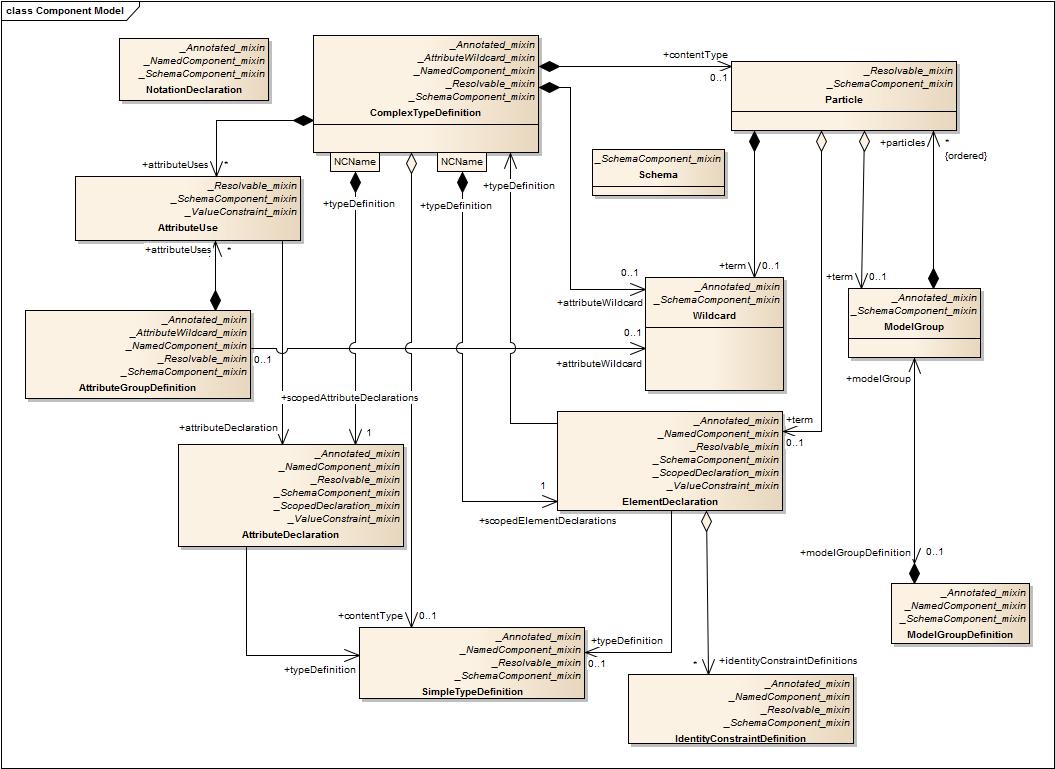 class Component Model
_Annotated_mixin
_NamedComponent_mixin
_SchemaComponent_mixin
NotationDeclaration
_Annotated_mixin
_AttributeWildcard_mixin
_NamedComponent_mixin
_Resolvable_mixin
_SchemaComponent_mixin
ComplexTypeDefinition
+contentType
0..1
_Resolvable_mixin
_SchemaComponent_mixin
Particle
+attributeUses
*
NCName
NCName
+typeDefinition
+typeDefinition
+typeDefinition
_SchemaComponent_mixin
Schema
+particles
*
{ordered}
_Resolvable_mixin
_SchemaComponent_mixin
_ValueConstraint_mixin
AttributeUse
+attributeUses
*
0..1
+attributeWildcard
0..1
+attributeWildcard
+term
0..1
+term
0..1
_Annotated_mixin
_SchemaComponent_mixin
Wildcard
_Annotated_mixin
_SchemaComponent_mixin
ModelGroup
_Annotated_mixin
_AttributeWildcard_mixin
_NamedComponent_mixin
_Resolvable_mixin
_SchemaComponent_mixin
AttributeGroupDefinition
0..1
+modelGroup
+scopedAttributeDeclarations
+attributeDeclaration
1
_Annotated_mixin
_NamedComponent_mixin
_Resolvable_mixin
_SchemaComponent_mixin
_ScopedDeclaration_mixin
_ValueConstraint_mixin
ElementDeclaration
+term
0..1
_Annotated_mixin
_NamedComponent_mixin
_Resolvable_mixin
_SchemaComponent_mixin
_ScopedDeclaration_mixin
_ValueConstraint_mixin
AttributeDeclaration
1
+scopedElementDeclarations
+modelGroupDefinition
0..1
_Annotated_mixin
_NamedComponent_mixin
_SchemaComponent_mixin
ModelGroupDefinition
+contentType
0..1
+typeDefinition
_Annotated_mixin
_NamedComponent_mixin
_Resolvable_mixin
_SchemaComponent_mixin
SimpleTypeDefinition
+typeDefinition
0..1
*
+identityConstraintDefinitions
_Annotated_mixin
_NamedComponent_mixin
_Resolvable_mixin
_SchemaComponent_mixin
IdentityConstraintDefinition